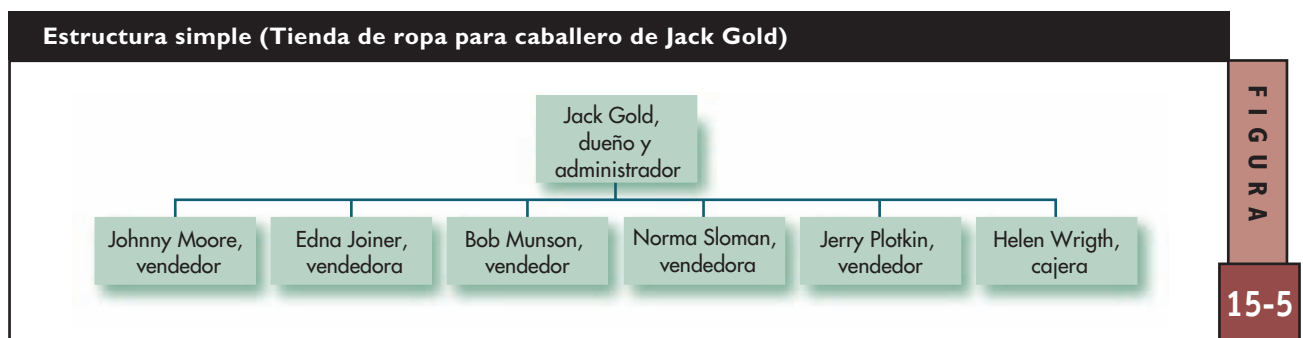 Estructura simple (Tienda de ropa para caballero de Jack Gold)
FIGURA
15-5
Jack Gold,
dueño y
administrador
Johnny Moore,
vendedor
Edna Joiner,
vendedora
Bob Munson,
vendedor
Norma Sloman,
vendedora
Jerry Plotkin,
vendedor
Helen Wrigth,
cajera